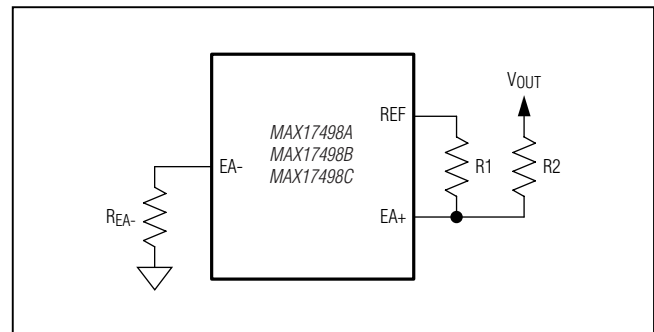 VOUT
REF
MAX17498A
MAX17498B
MAX17498C
R1
R2
EA-
EA+
REA-